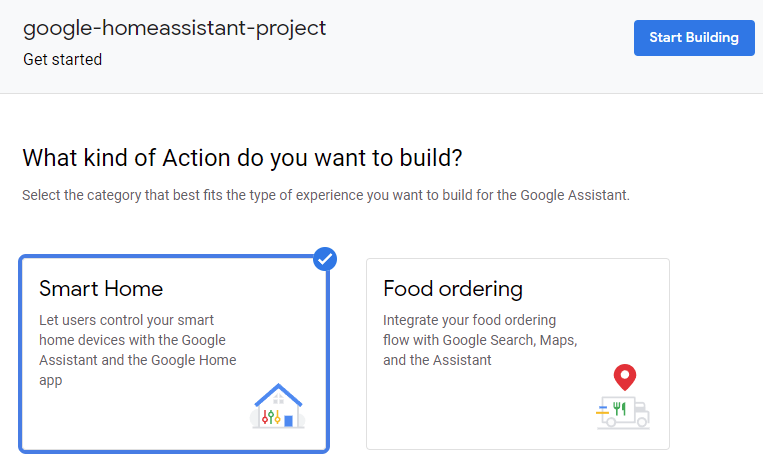 google-homeassistant-project
Get started
Start Building
What kind of Action do you want to build?
Select the category that best fits the type of experience you want to build for the Google Assistant.
Smart Home
Let users control your smart
home devices with the Google
Assistant and the Google Home
app
Food ordering
Integrate your food ordering
flow with Google Search, Maps,
and the Assistant